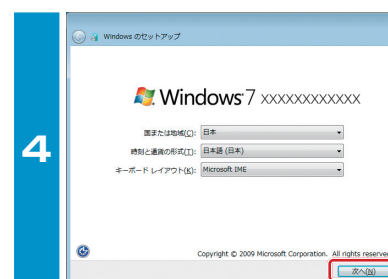 4
Windows のセットアップ
Windows 7 XXXXXXXXXXXX
国または地域(C): 日本
時刻と通貨の形式(T): 日本語 (日本)
キーボード レイアウト(K): Microsoft IME
Copyright © 2009 Microsoft Corporation. All rights reserve
次へ(N)